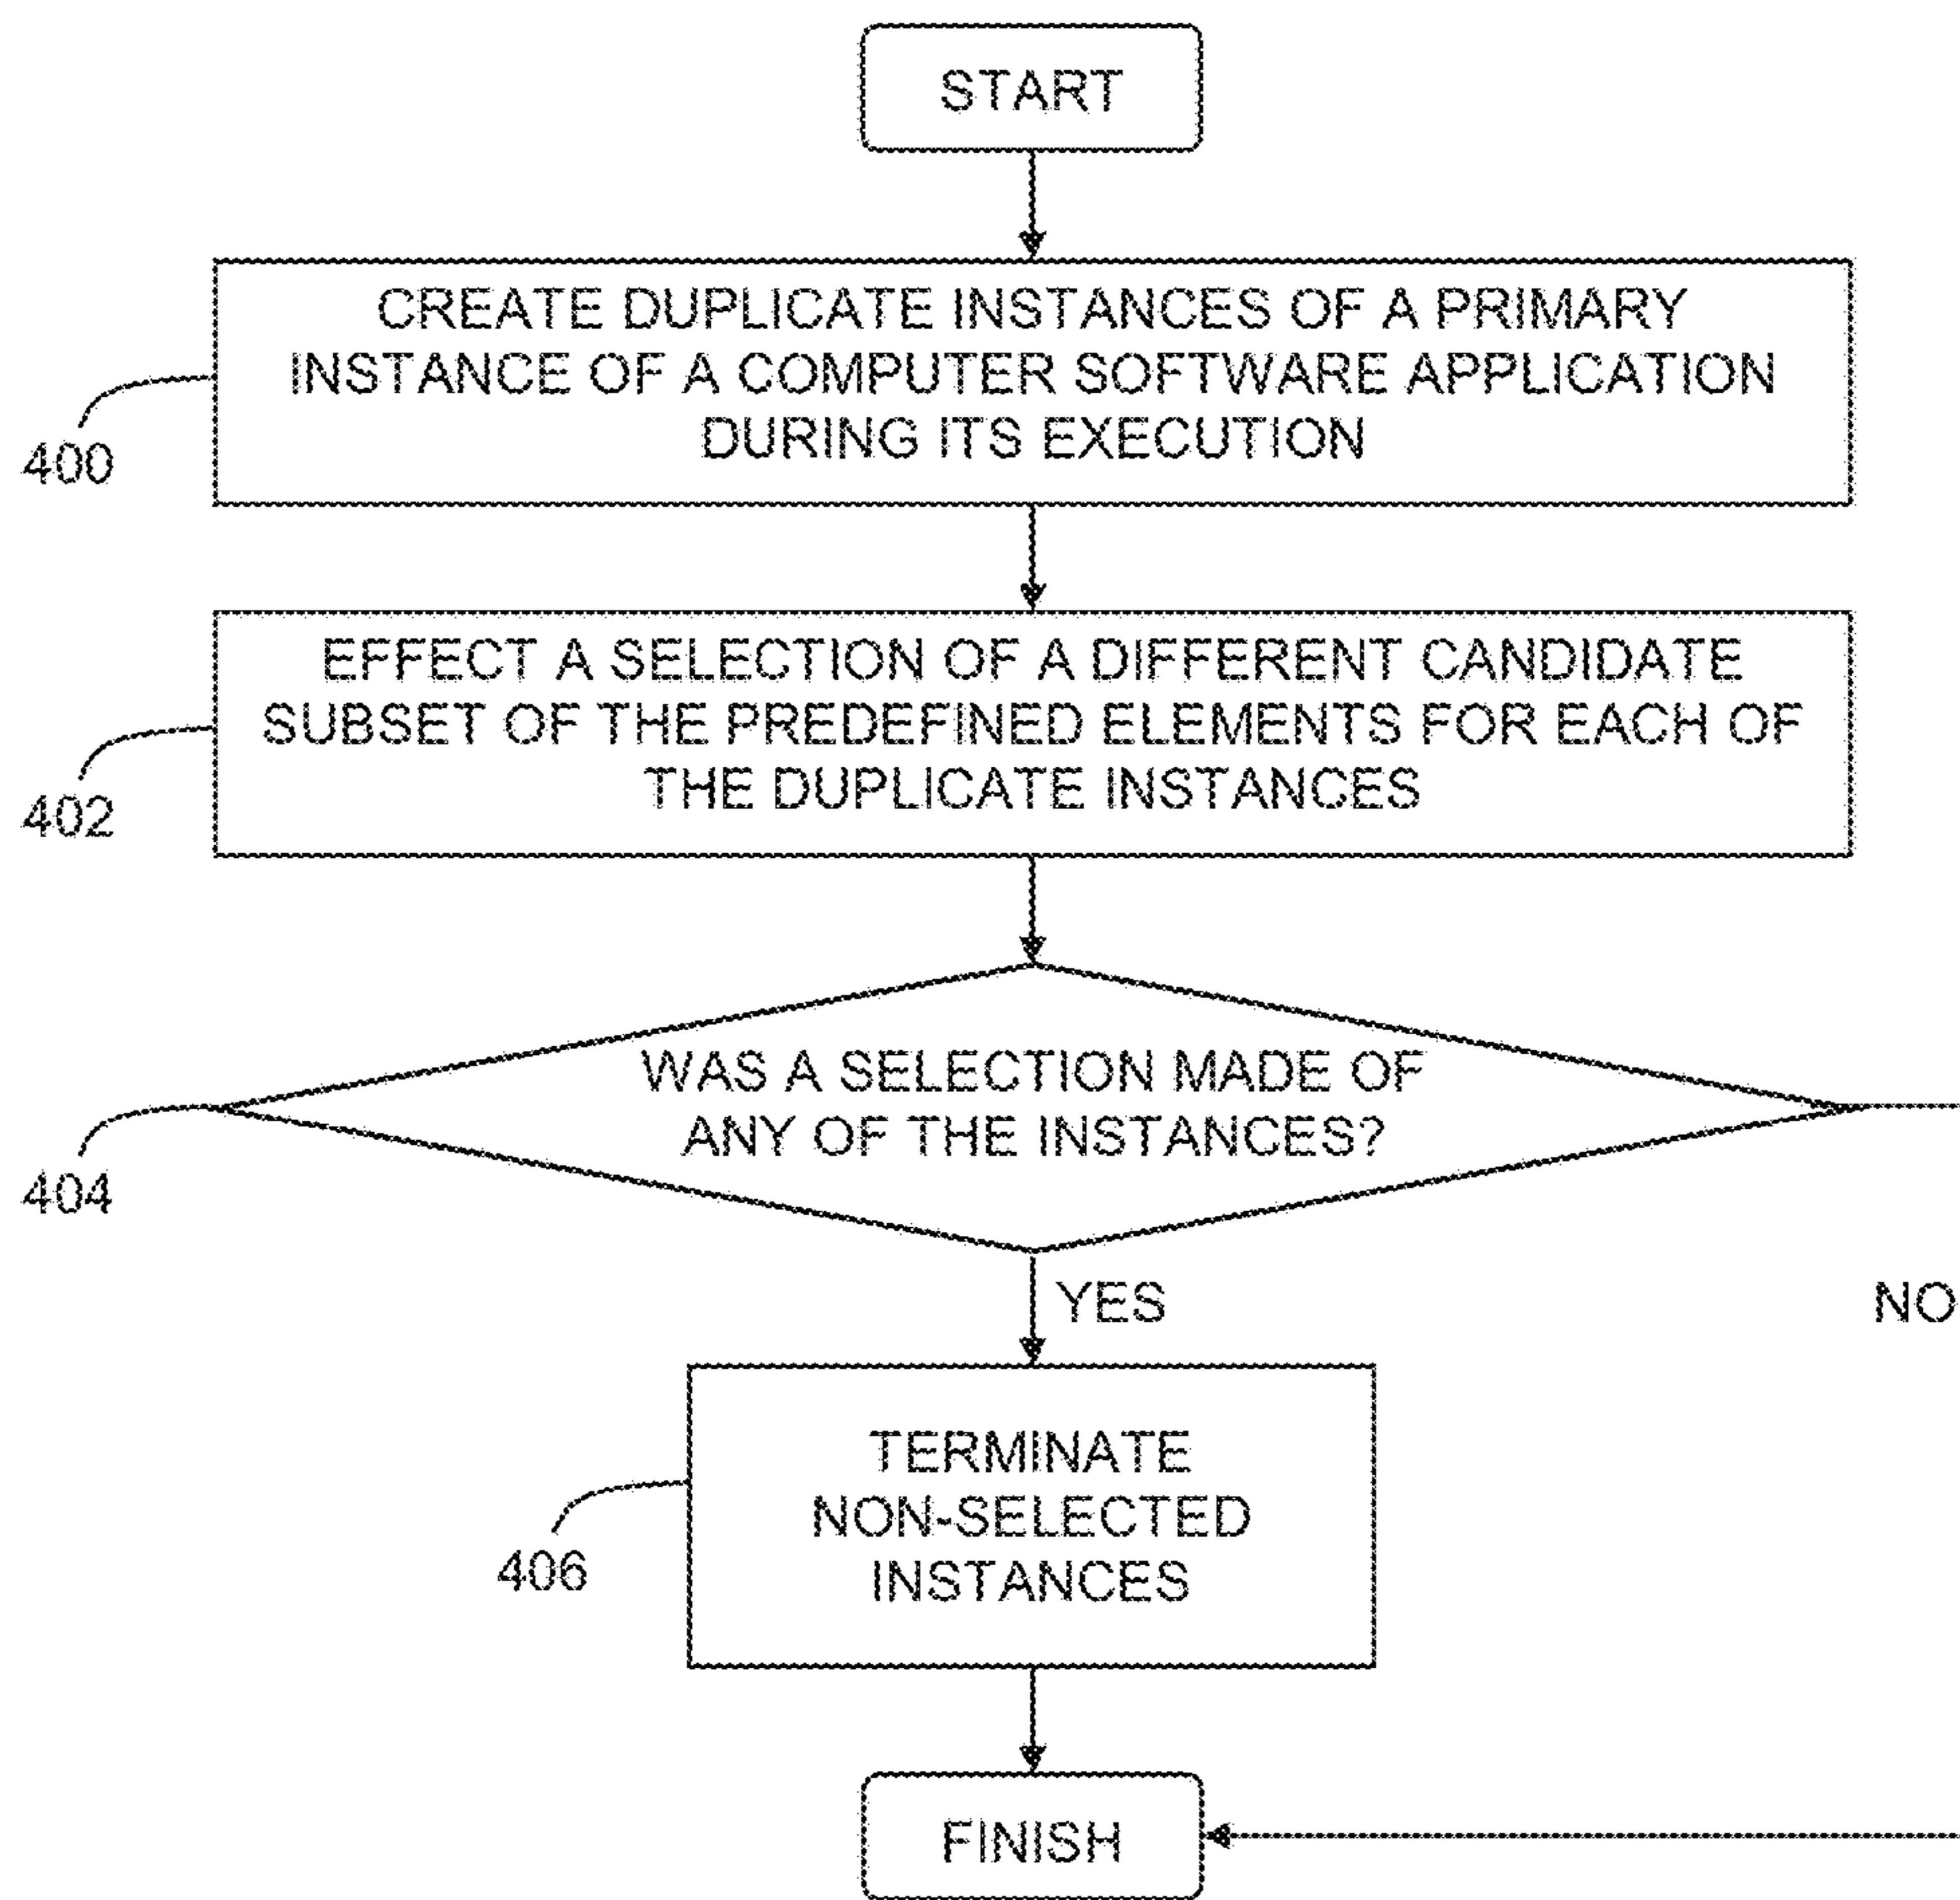 START
CREATE DUPLICATE INSTANCES OF A PRIMARY
INSTANCE OF A COMPUTER SOFTWARE APPLICATION
DURING ITS EXECUTION
400
EFFECT A SELECTION OF A DIFFERENT CANDIDATE
SUBSET OF THE PREDEFINED ELEMENTS FOR EACH OF
THE DUPLICATE INSTANCES
402
WAS A SELECTION MADE OF
ANY OF THE INSTANCES?
404
YES
NO
TERMINATE
NON-SELECTED
INSTANCES
406
FINISH